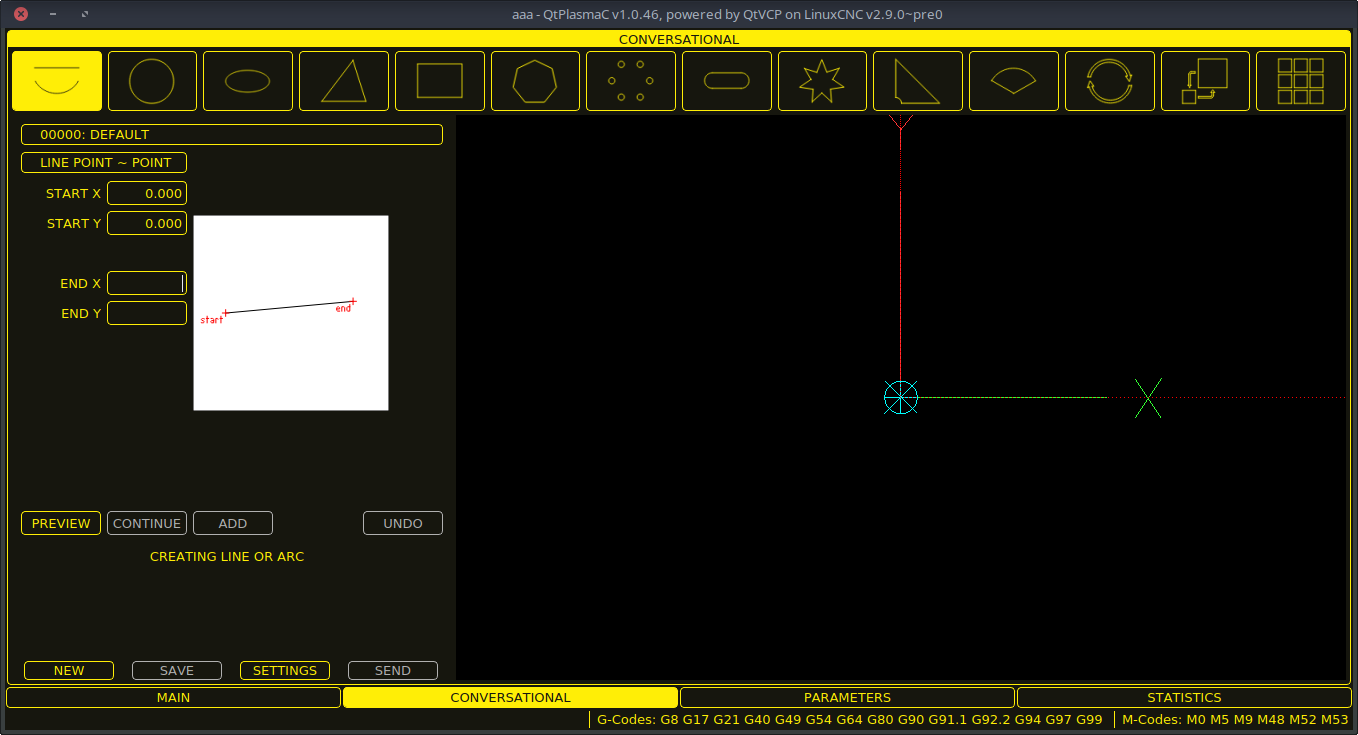 aaa - QtPlasmaC v1.0.46, powered by QtVCP on LinuxCNC v2.9.0~pre0
CONVERSATIONAL
00000: DEFAULT
LINE POINT ~ POINT
START X 0.000
START Y 0.000
END X
END Y
start
end
Y
X
PREVIEW CONTINUE ADD UNDO
CREATING LINE OR ARC
NEW SAVE SETTINGS SEND
MAIN CONVERSATIONAL PARAMETERS STATISTICS
G-Codes: G8 G17 G21 G40 G49 G54 G64 G80 G90 G91.1 G92.2 G94 G97 G99 M-Codes: M0 M5 M9 M48 M52 M53